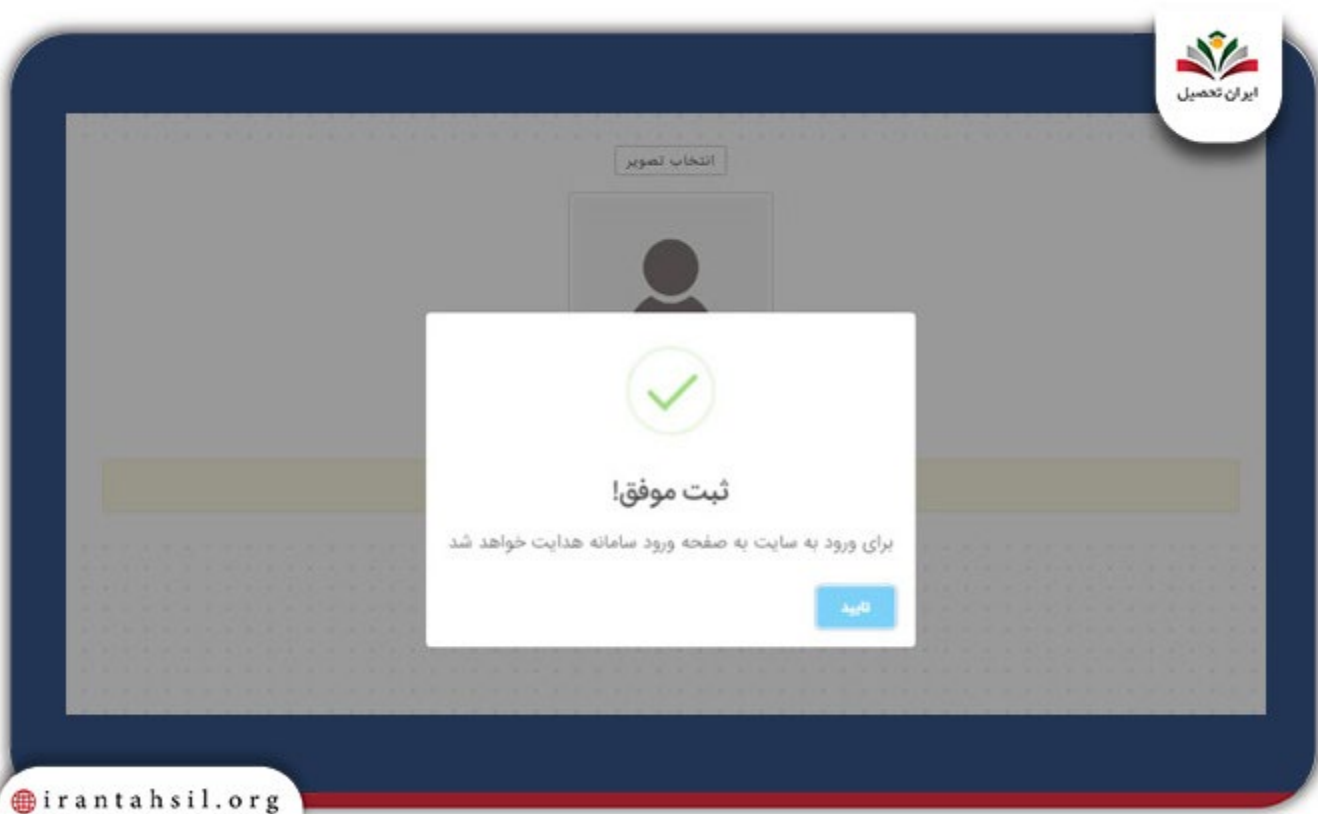 ایران تحصیل
انتخاب تصویر
ثبت موفق!
برای ورود به سایت به صفحه ورود سامانه هدایت خواهد شد
تایید
irantahsil.org